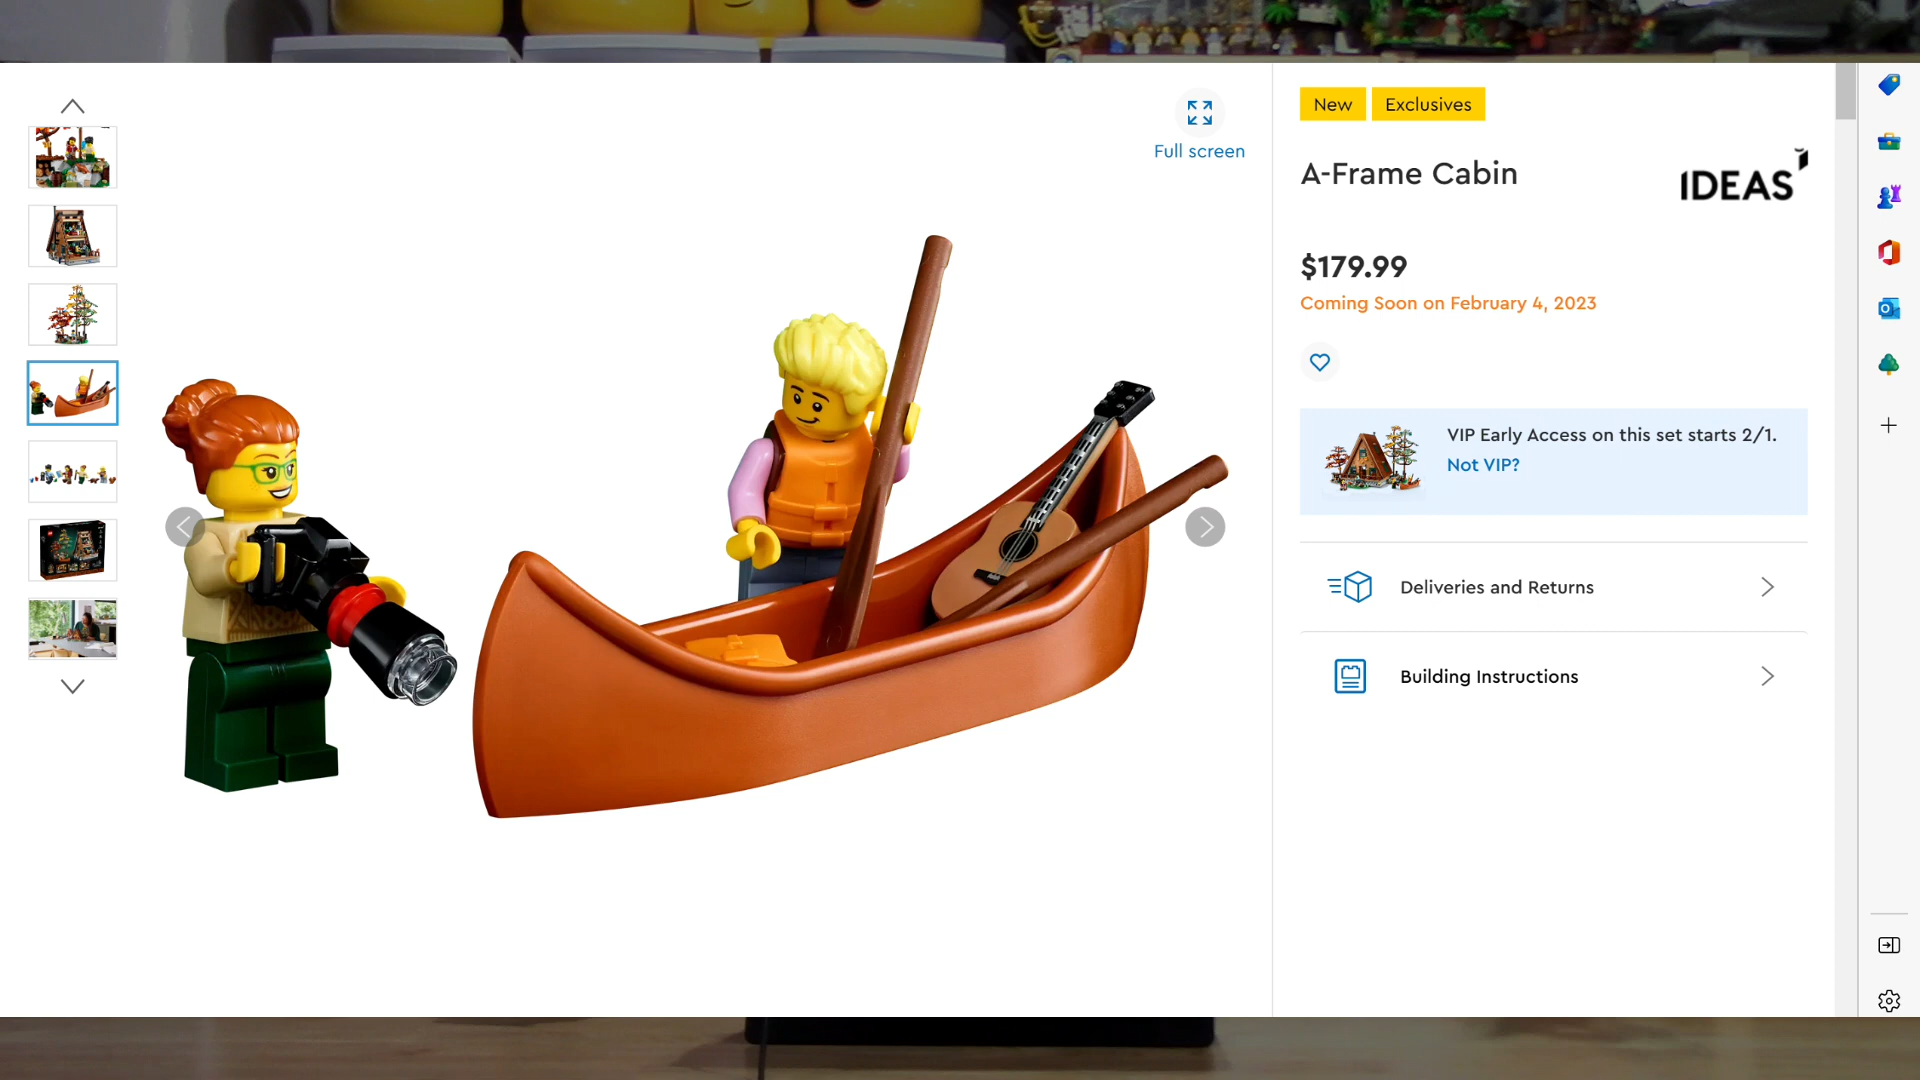 Full screen
New
Exclusives
A-Frame Cabin
IDEAS
$179.99
Coming Soon on February 4, 2023
VIP Early Access on this set starts 2/1.
Not VIP?
Deliveries and Returns
Building Instructions